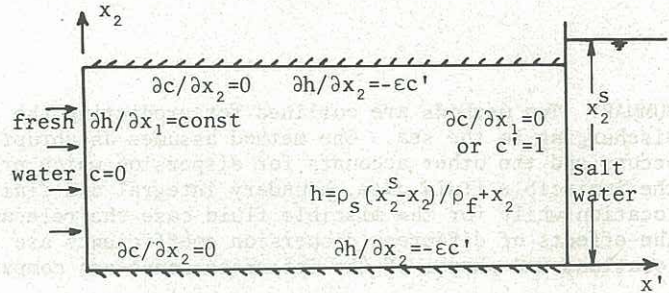 x₂
∂c/∂x₂=0 ∂h/∂x₂=-εc'
x₂ˢ
fresh
∂h/∂x₁=const
∂c/∂x₁=0
or c'=1
water
c=0
salt
water
h=ρₛ(x₂ˢ-x₂)/ρ_f+x₂
∂c/∂x₂=0 ∂h/∂x₂=-εc'
x'